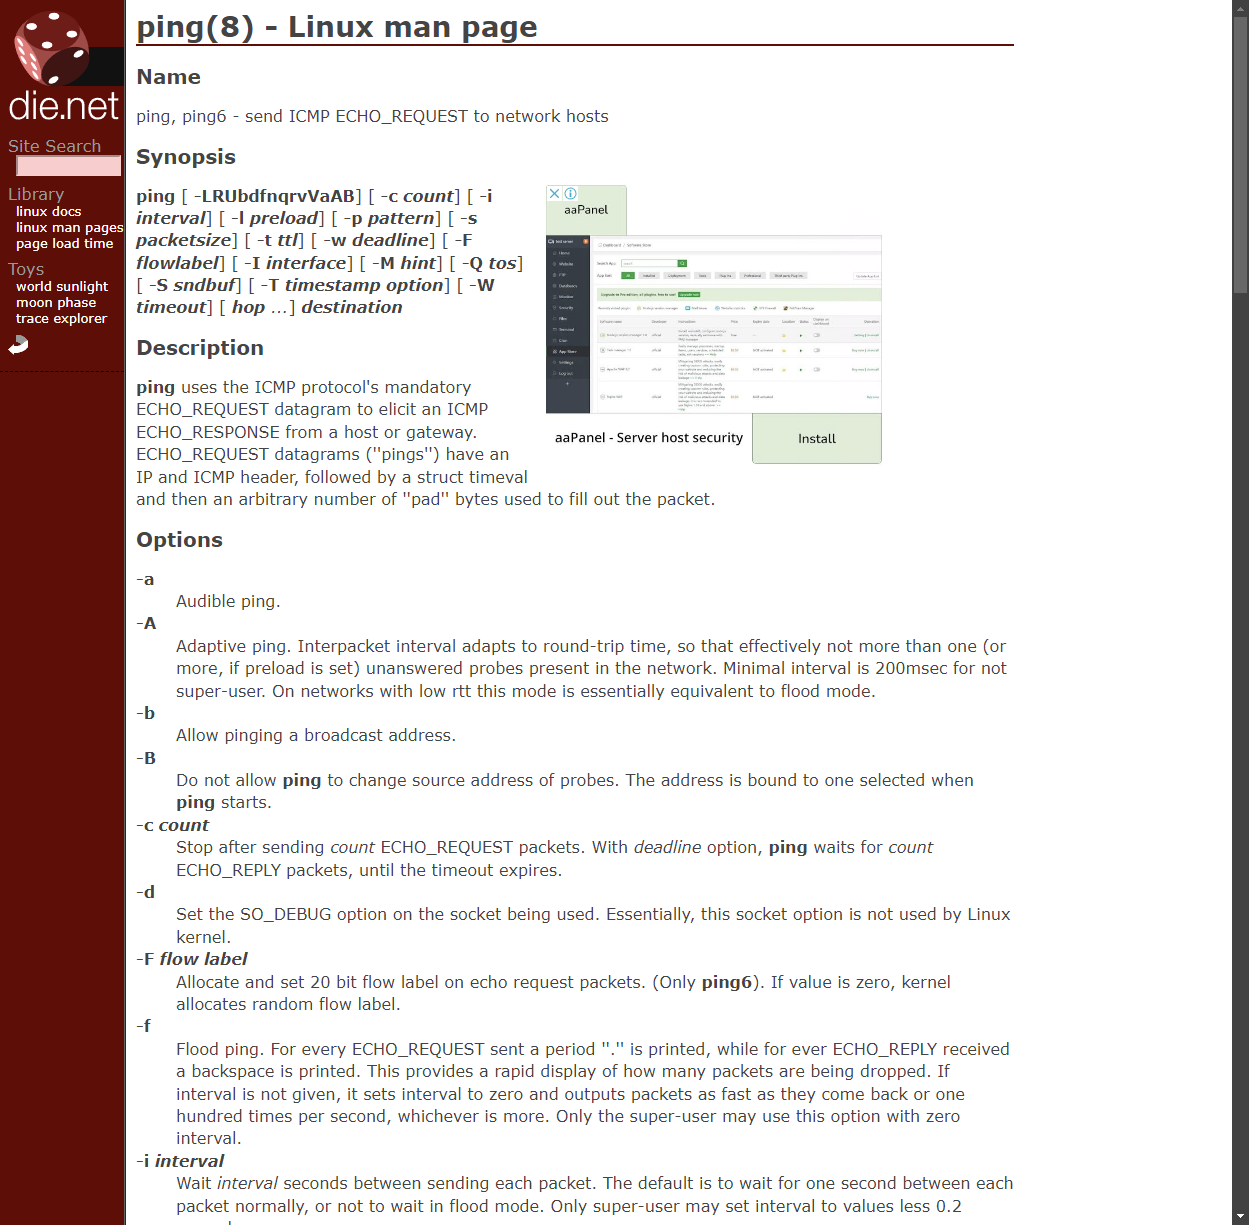 die.net
Site Search
Library
linux docs
linux man pages
page load time
Toys
world sunlight
moon phase
trace explorer
ping(8) - Linux man page
Name
ping, ping6 - send ICMP ECHO_REQUEST to network hosts
Synopsis
ping [ -LRUbdfnqrvVaAB] [ -c count] [ -i
interval] [ -l preload] [ -p pattern] [ -s
packetsize] [ -t ttl] [ -w deadline] [ -F
flowlabel] [ -I interface] [ -M hint] [ -Q tos]
[ -S sndbuf] [ -T timestamp option] [ -W
timeout] [ hop ...] destination
aaPanel
aaPanel - Server host security
Install
Description
ping uses the ICMP protocol's mandatory
ECHO_REQUEST datagram to elicit an ICMP
ECHO_RESPONSE from a host or gateway.
ECHO_REQUEST datagrams (''pings'') have an
IP and ICMP header, followed by a struct timeval
and then an arbitrary number of ''pad'' bytes used to fill out the packet.
Options
-a
Audible ping.
-A
Adaptive ping. Interpacket interval adapts to round-trip time, so that effectively not more than one (or
more, if preload is set) unanswered probes present in the network. Minimal interval is 200msec for not
super-user. On networks with low rtt this mode is essentially equivalent to flood mode.
-b
Allow pinging a broadcast address.
-B
Do not allow ping to change source address of probes. The address is bound to one selected when
ping starts.
-c count
Stop after sending count ECHO_REQUEST packets. With deadline option, ping waits for count
ECHO_REPLY packets, until the timeout expires.
-d
Set the SO_DEBUG option on the socket being used. Essentially, this socket option is not used by Linux
kernel.
-F flow label
Allocate and set 20 bit flow label on echo request packets. (Only ping6). If value is zero, kernel
allocates random flow label.
-f
Flood ping. For every ECHO_REQUEST sent a period ''.'' is printed, while for ever ECHO_REPLY received
a backspace is printed. This provides a rapid display of how many packets are being dropped. If
interval is not given, it sets interval to zero and outputs packets as fast as they come back or one
hundred times per second, whichever is more. Only the super-user may use this option with zero
interval.
-i interval
Wait interval seconds between sending each packet. The default is to wait for one second between each
packet normally, or not to wait in flood mode. Only super-user may set interval to values less 0.2